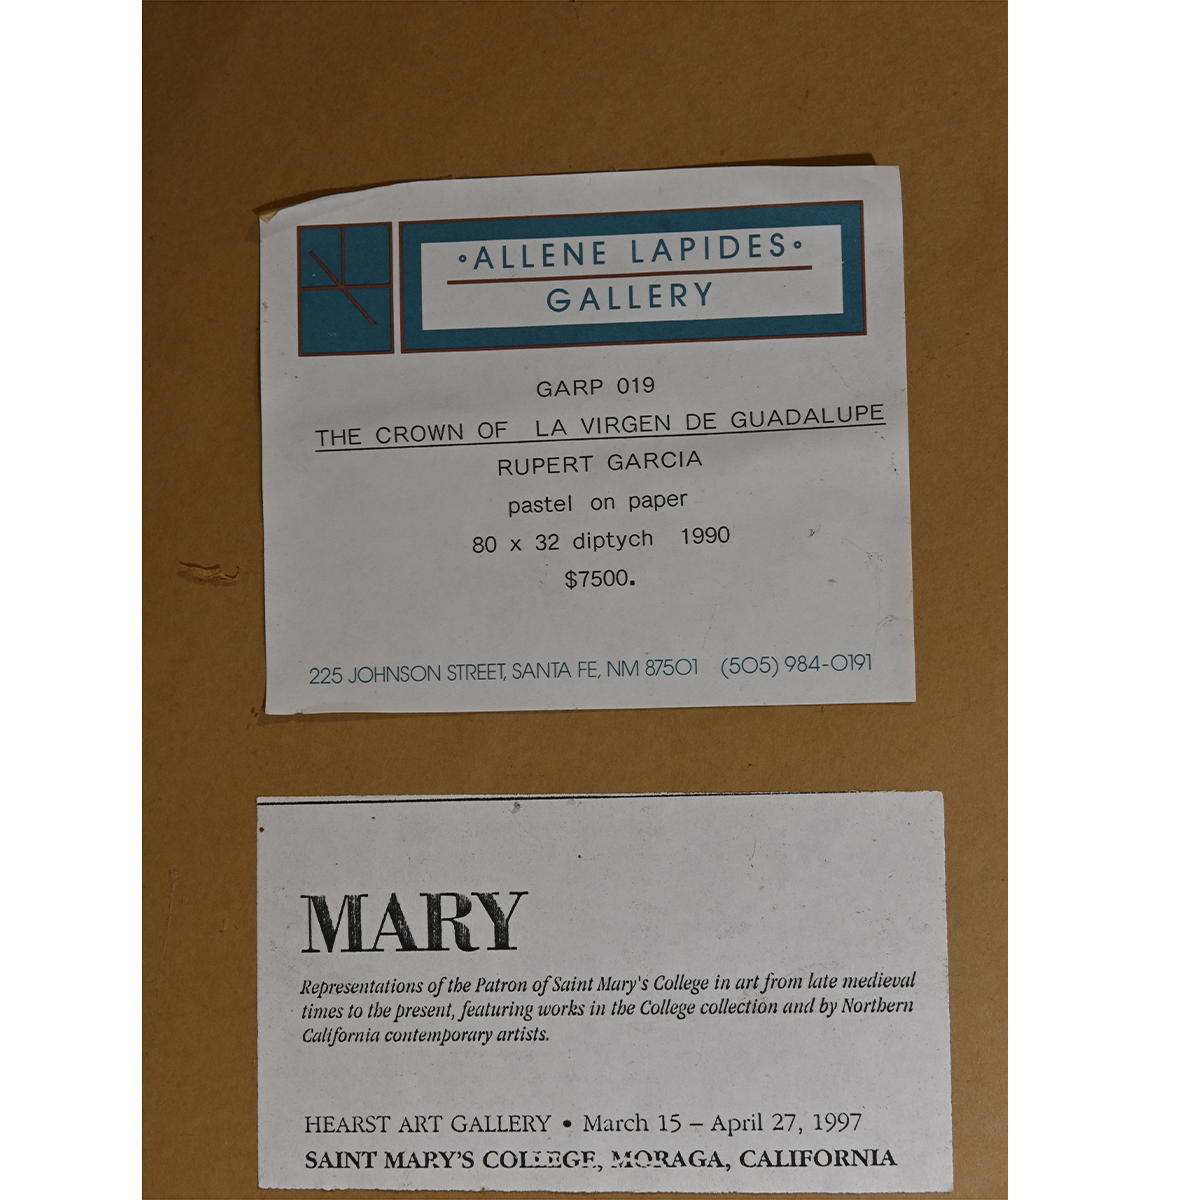 ◦ALLENE LAPIDES◦
GALLERY
GARP 019
THE CROWN OF LA VIRGEN DE GUADALUPE
RUPERT GARCIA
pastel on paper
80 x 32 diptych 1990
$7500.
225 JOHNSON STREET, SANTA FE, NM 87501 (505) 984-0191
MARY
Representations of the Patron of Saint Mary's College in art from late medieval
times to the present, featuring works in the College collection and by Northern
California contemporary artists.
HEARST ART GALLERY • March 15 – April 27, 1997
SAINT MARY'S COLLEGE, MORAGA, CALIFORNIA